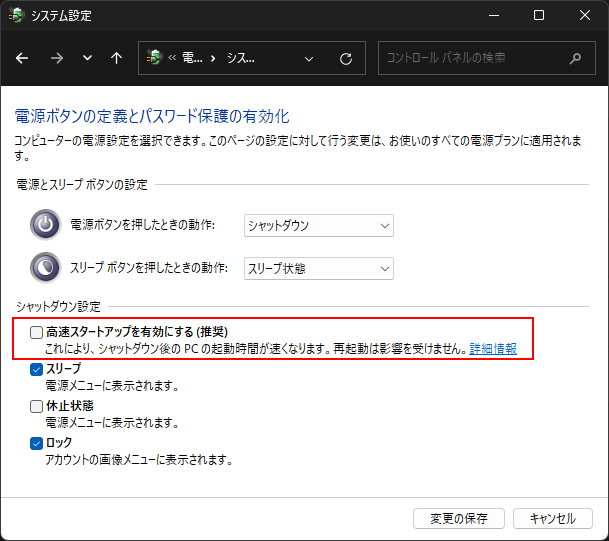 システム設定
電... システ...
コントロール パネルの検索
電源ボタンの定義とパスワード保護の有効化
コンピューターの電源設定を選択できます。このページの設定に対して行う変更は、お使いのすべての電源プランに適用されま
す。
電源とスリープ ボタンの設定
電源ボタンを押したときの動作: シャットダウン
スリープ ボタンを押したときの動作: スリープ状態
シャットダウン設定
高速スタートアップを有効にする (推奨)
これにより、シャットダウン後の PC の起動時間が速くなります。再起動は影響を受けません。詳細情報
スリープ
電源メニューに表示されます。
休止状態
電源メニューに表示されます。
ロック
アカウントの画像メニューに表示されます。
変更の保存 キャンセル